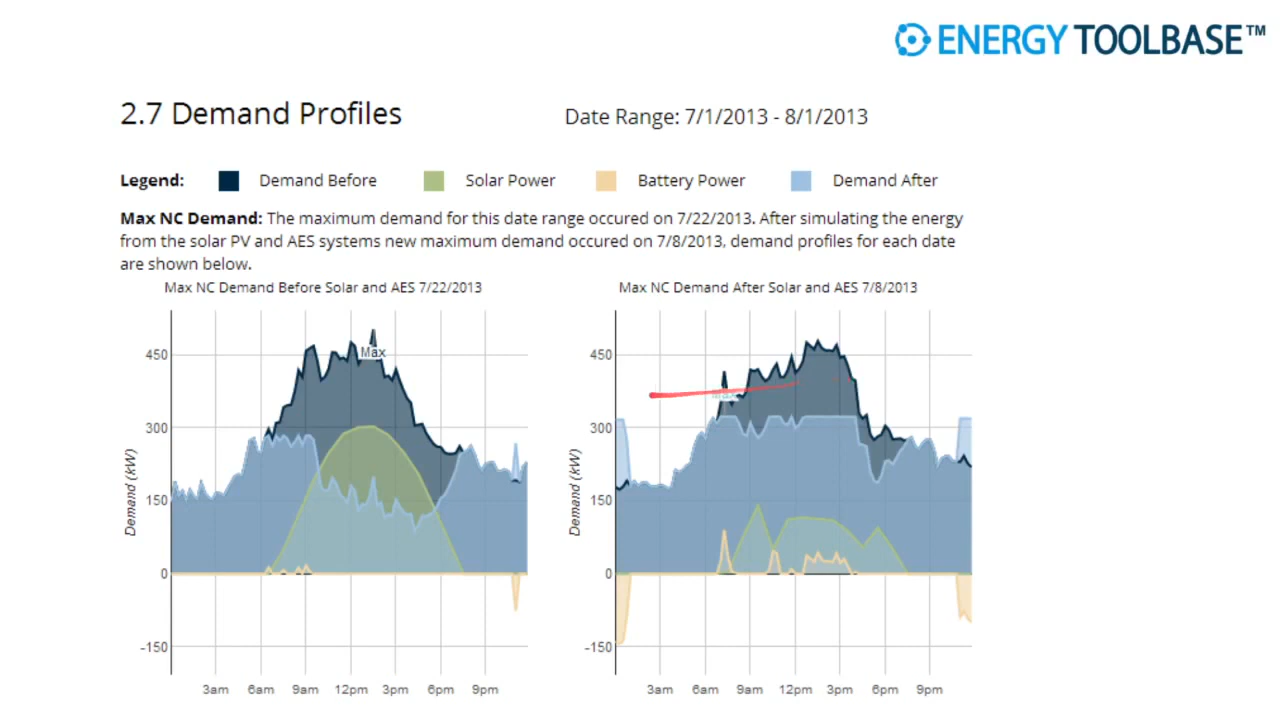 ENERGY TOOLBASE™
2.7 Demand Profiles
Date Range: 7/1/2013 - 8/1/2013
Legend: Demand Before Solar Power Battery Power Demand After
Max NC Demand: The maximum demand for this date range occured on 7/22/2013. After simulating the energy
from the solar PV and AES systems new maximum demand occured on 7/8/2013, demand profiles for each date
are shown below.
Max NC Demand Before Solar and AES 7/22/2013
Demand (kW)
450
300
150
0
-150
Max
3am 6am 9am 12pm 3pm 6pm 9pm
Max NC Demand After Solar and AES 7/8/2013
Demand (kW)
450
300
150
0
-150
Max
3am 6am 9am 12pm 3pm 6pm 9pm